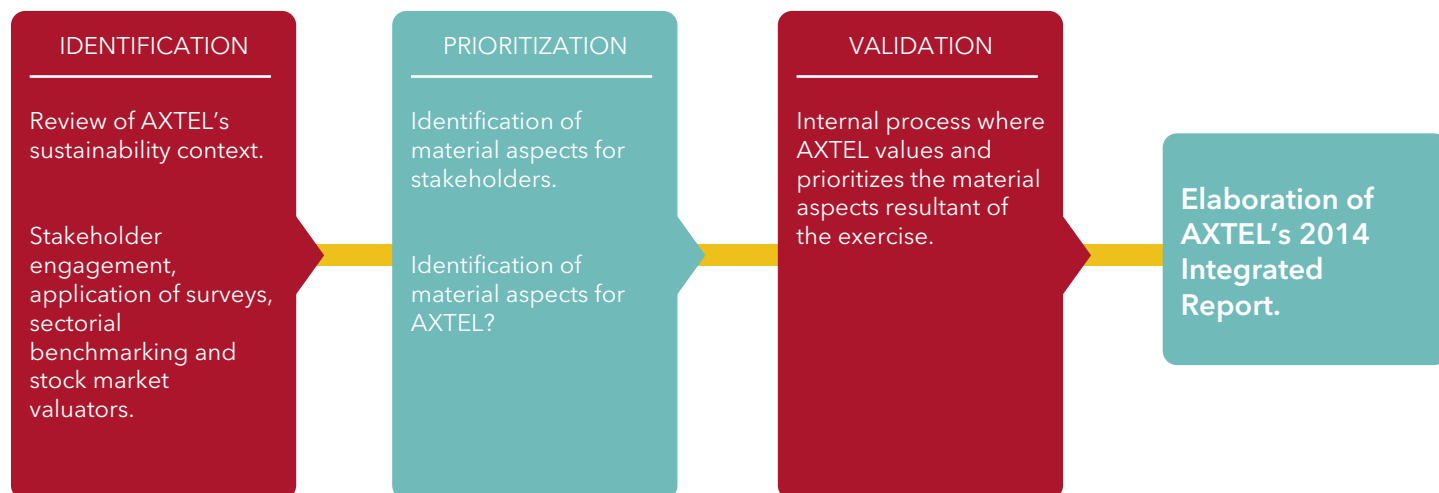 IDENTIFICATION
Review of AXTEL’s
sustainability context.
Stakeholder
engagement,
application of surveys,
sectorial
benchmarking and
stock market
valuators.
PRIORITIZATION
Identification of
material aspects for
stakeholders.
Identification of
material aspects for
AXTEL?
VALIDATION
Internal process where
AXTEL values and
prioritizes the material
aspects resultant of
the exercise.
Elaboration of
AXTEL’s 2014
Integrated
Report.